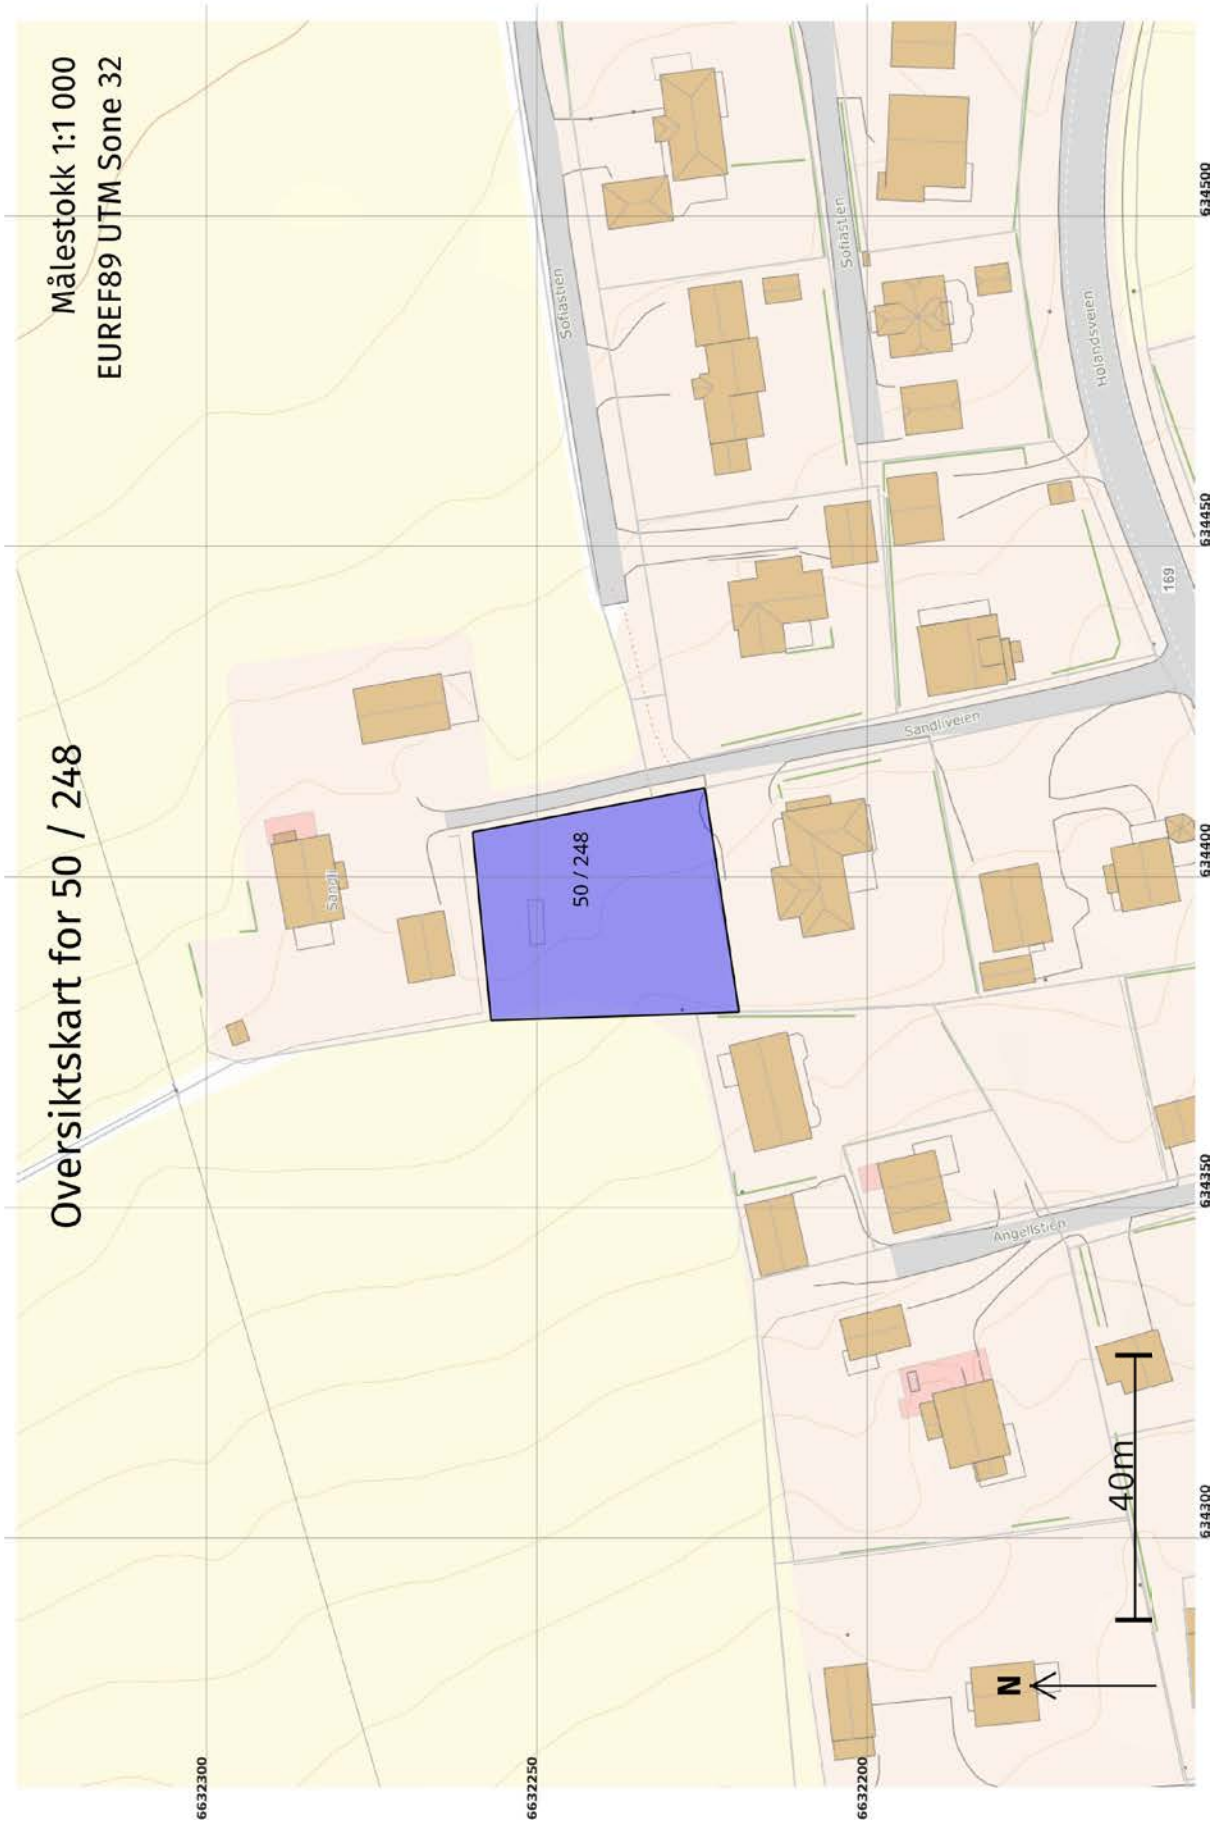 Oversiktskart for 50 / 248
Målestokk 1:1 000
EUREF89 UTM Sone 32
Sandli
50 / 248
Sofiastien
Sofiastien
Sandliveien
Holandsveien
169
Angellstien
40m
N
6632300
6632250
6632200
634300
634350
634400
634450
634500